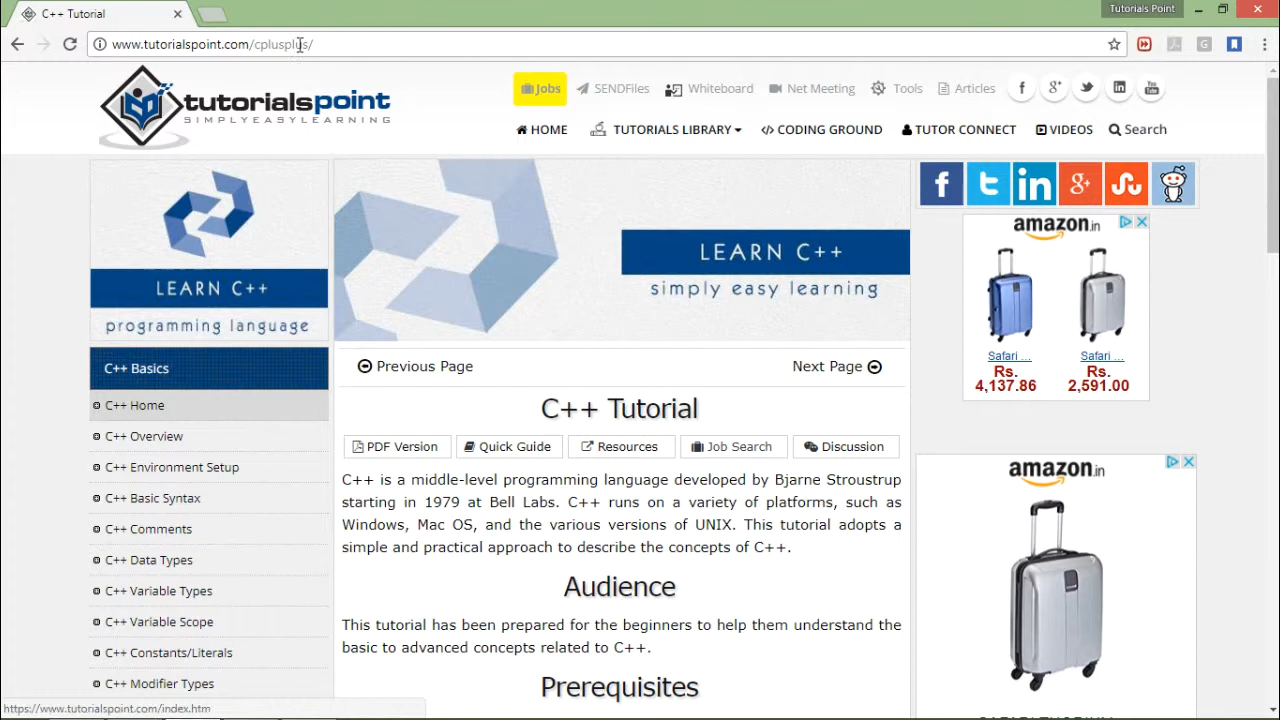 C++ Tutorial
Tutorials Point
www.tutorialspoint.com/cplusplus/
tutorialspoint
SIMPLYEASYLEARNING
Jobs
SENDFiles
Whiteboard
Net Meeting
Tools
Articles
HOME
TUTORIALS LIBRARY
CODING GROUND
TUTOR CONNECT
VIDEOS
Search
LEARN C++
programming language
LEARN C++
simply easy learning
amazon.in
Safari ...
Safari ...
Rs. 4,137.86
Rs. 2,591.00
C++ Basics
C++ Home
C++ Overview
C++ Environment Setup
C++ Basic Syntax
C++ Comments
C++ Data Types
C++ Variable Types
C++ Variable Scope
C++ Constants/Literals
C++ Modifier Types
Previous Page
Next Page
C++ Tutorial
PDF Version
Quick Guide
Resources
Job Search
Discussion
C++ is a middle-level programming language developed by Bjarne Stroustrup
starting in 1979 at Bell Labs. C++ runs on a variety of platforms, such as
Windows, Mac OS, and the various versions of UNIX. This tutorial adopts a
simple and practical approach to describe the concepts of C++.
Audience
This tutorial has been prepared for the beginners to help them understand the
basic to advanced concepts related to C++.
Prerequisites
amazon.in
https://www.tutorialspoint.com/index.htm